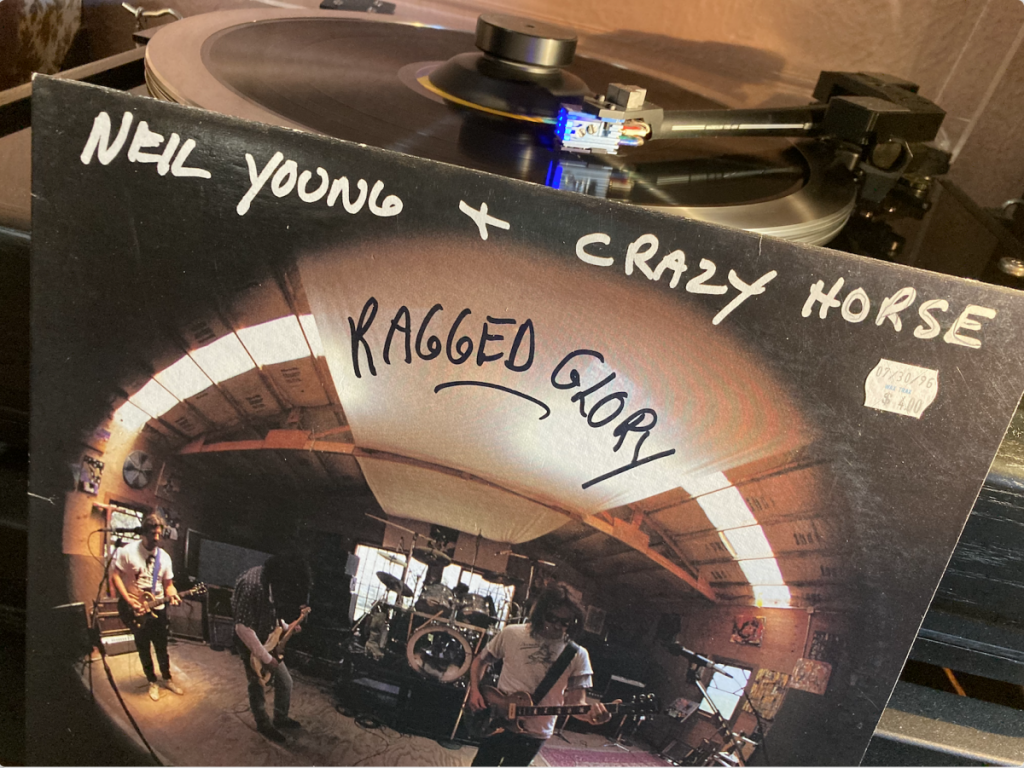 NEIL YOUNG + CRAZY HORSE
RAGGED GLORY
07/30/96
$ 4.00